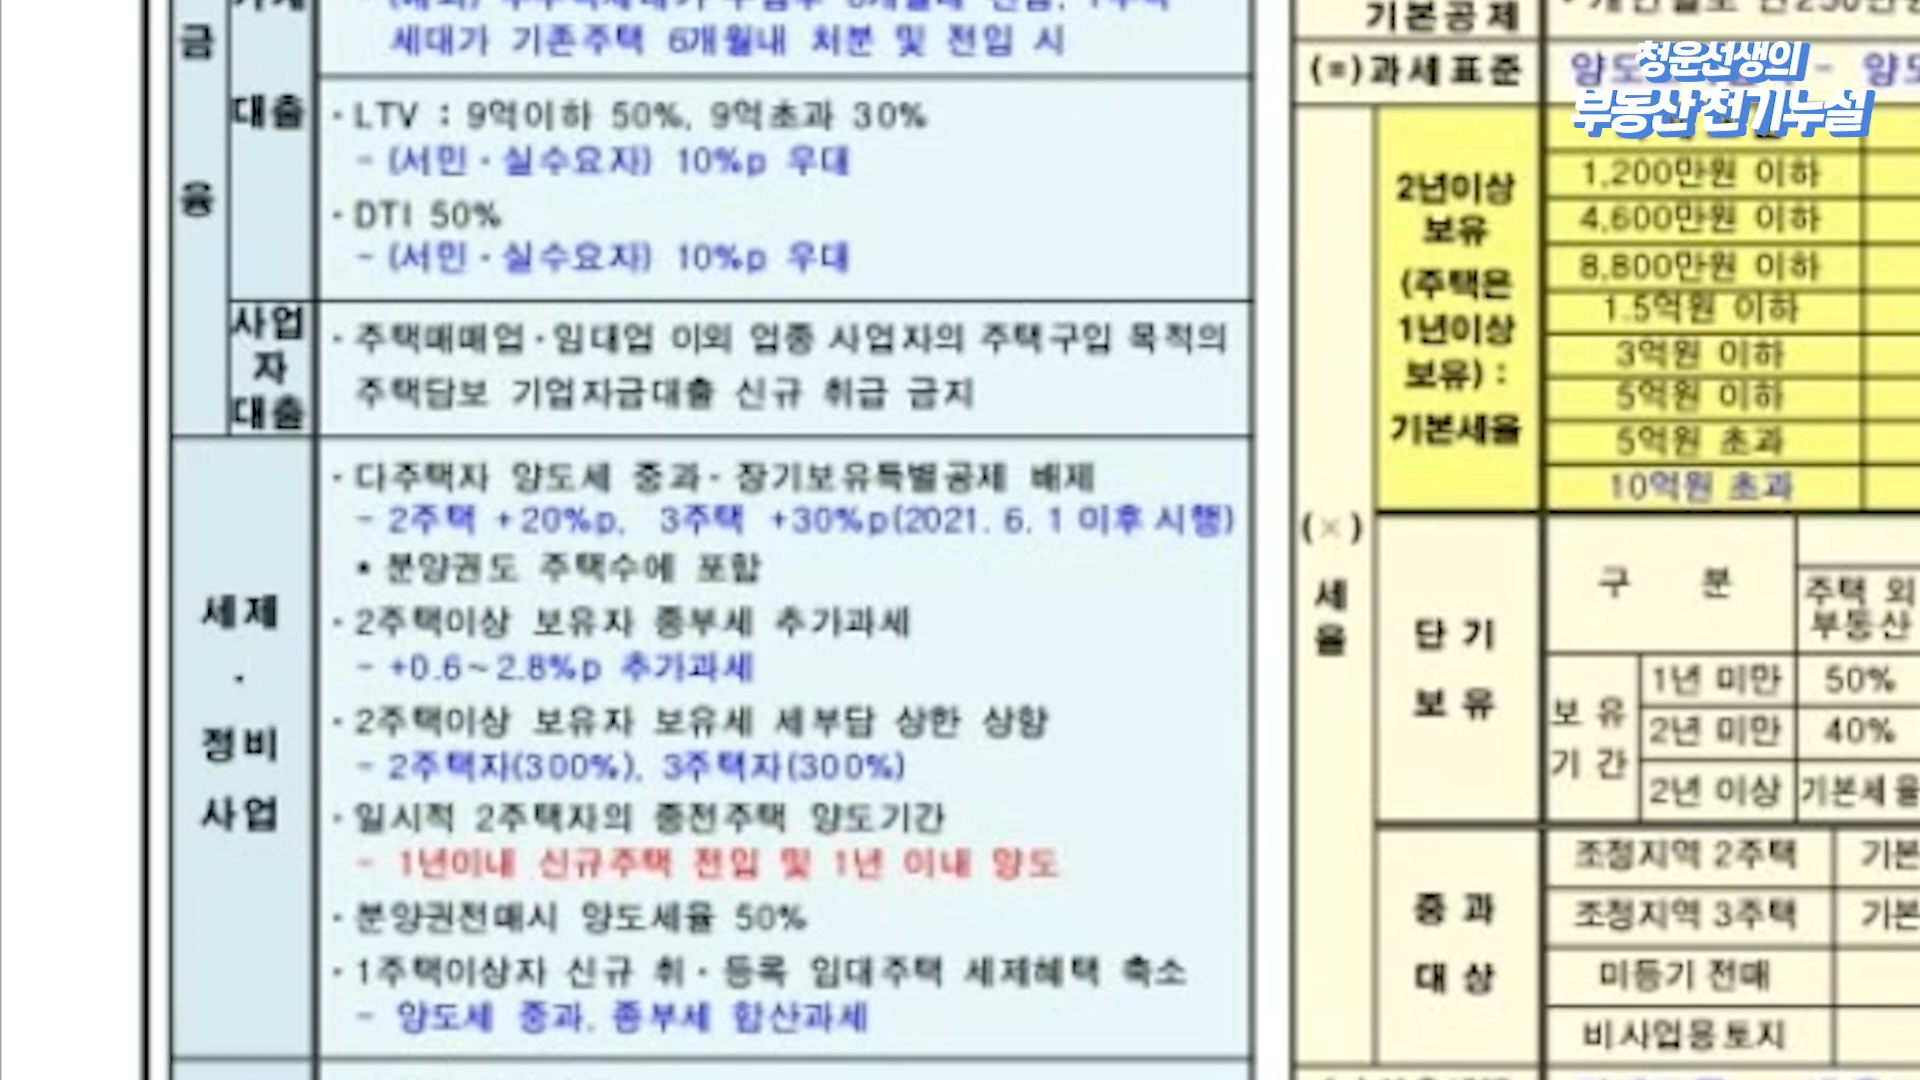 금
융
대출
세대가 기존주택 6개월내 처분 및 전입 시
· LTV : 9억이하 50%, 9억초과 30%
- (서민·실수요자) 10%p 우대
· DTI 50%
- (서민·실수요자) 10%p 우대
사업
자
대출
· 주택매매업·임대업 이외 업종 사업자의 주택구입 목적의
주택담보 기업자금대출 신규 취급 금지
세제
·
정비
사업
· 다주택자 양도세 중과· 장기보유특별공제 배제
- 2주택 +20%p, 3주택 +30%p(2021. 6. 1 이후 시행)
* 분양권도 주택수에 포함
· 2주택이상 보유자 종부세 추가과세
- +0.6~2.8%p 추가과세
· 2주택이상 보유자 보유세 세부담 상한 상향
- 2주택자(300%), 3주택자(300%)
· 일시적 2주택자의 종전주택 양도기간
- 1년이내 신규주택 전입 및 1년 이내 양도
· 분양권전매시 양도세율 50%
· 1주택이상자 신규 취·등록 임대주택 세제혜택 축소
- 양도세 중과, 종부세 합산과세
기본공제
(=)과세표준
청운선생의
부동산 전기누설
(×)
세
율
2년이상
보유
(주택은
1년이상
보유) :
기본세율
1,200만원 이하
4,600만원 이하
8,800만원 이하
1.5억원 이하
3억원 이하
5억원 이하
5억원 초과
10억원 초과
단 기
보 유
구 분
주택 외
부동산
보 유
기 간
1년 미만 50%
2년 미만 40%
2년 이상 기본세율
중 과
대 상
조정지역 2주택 기본
조정지역 3주택 기본
미등기 전매
비사업용토지